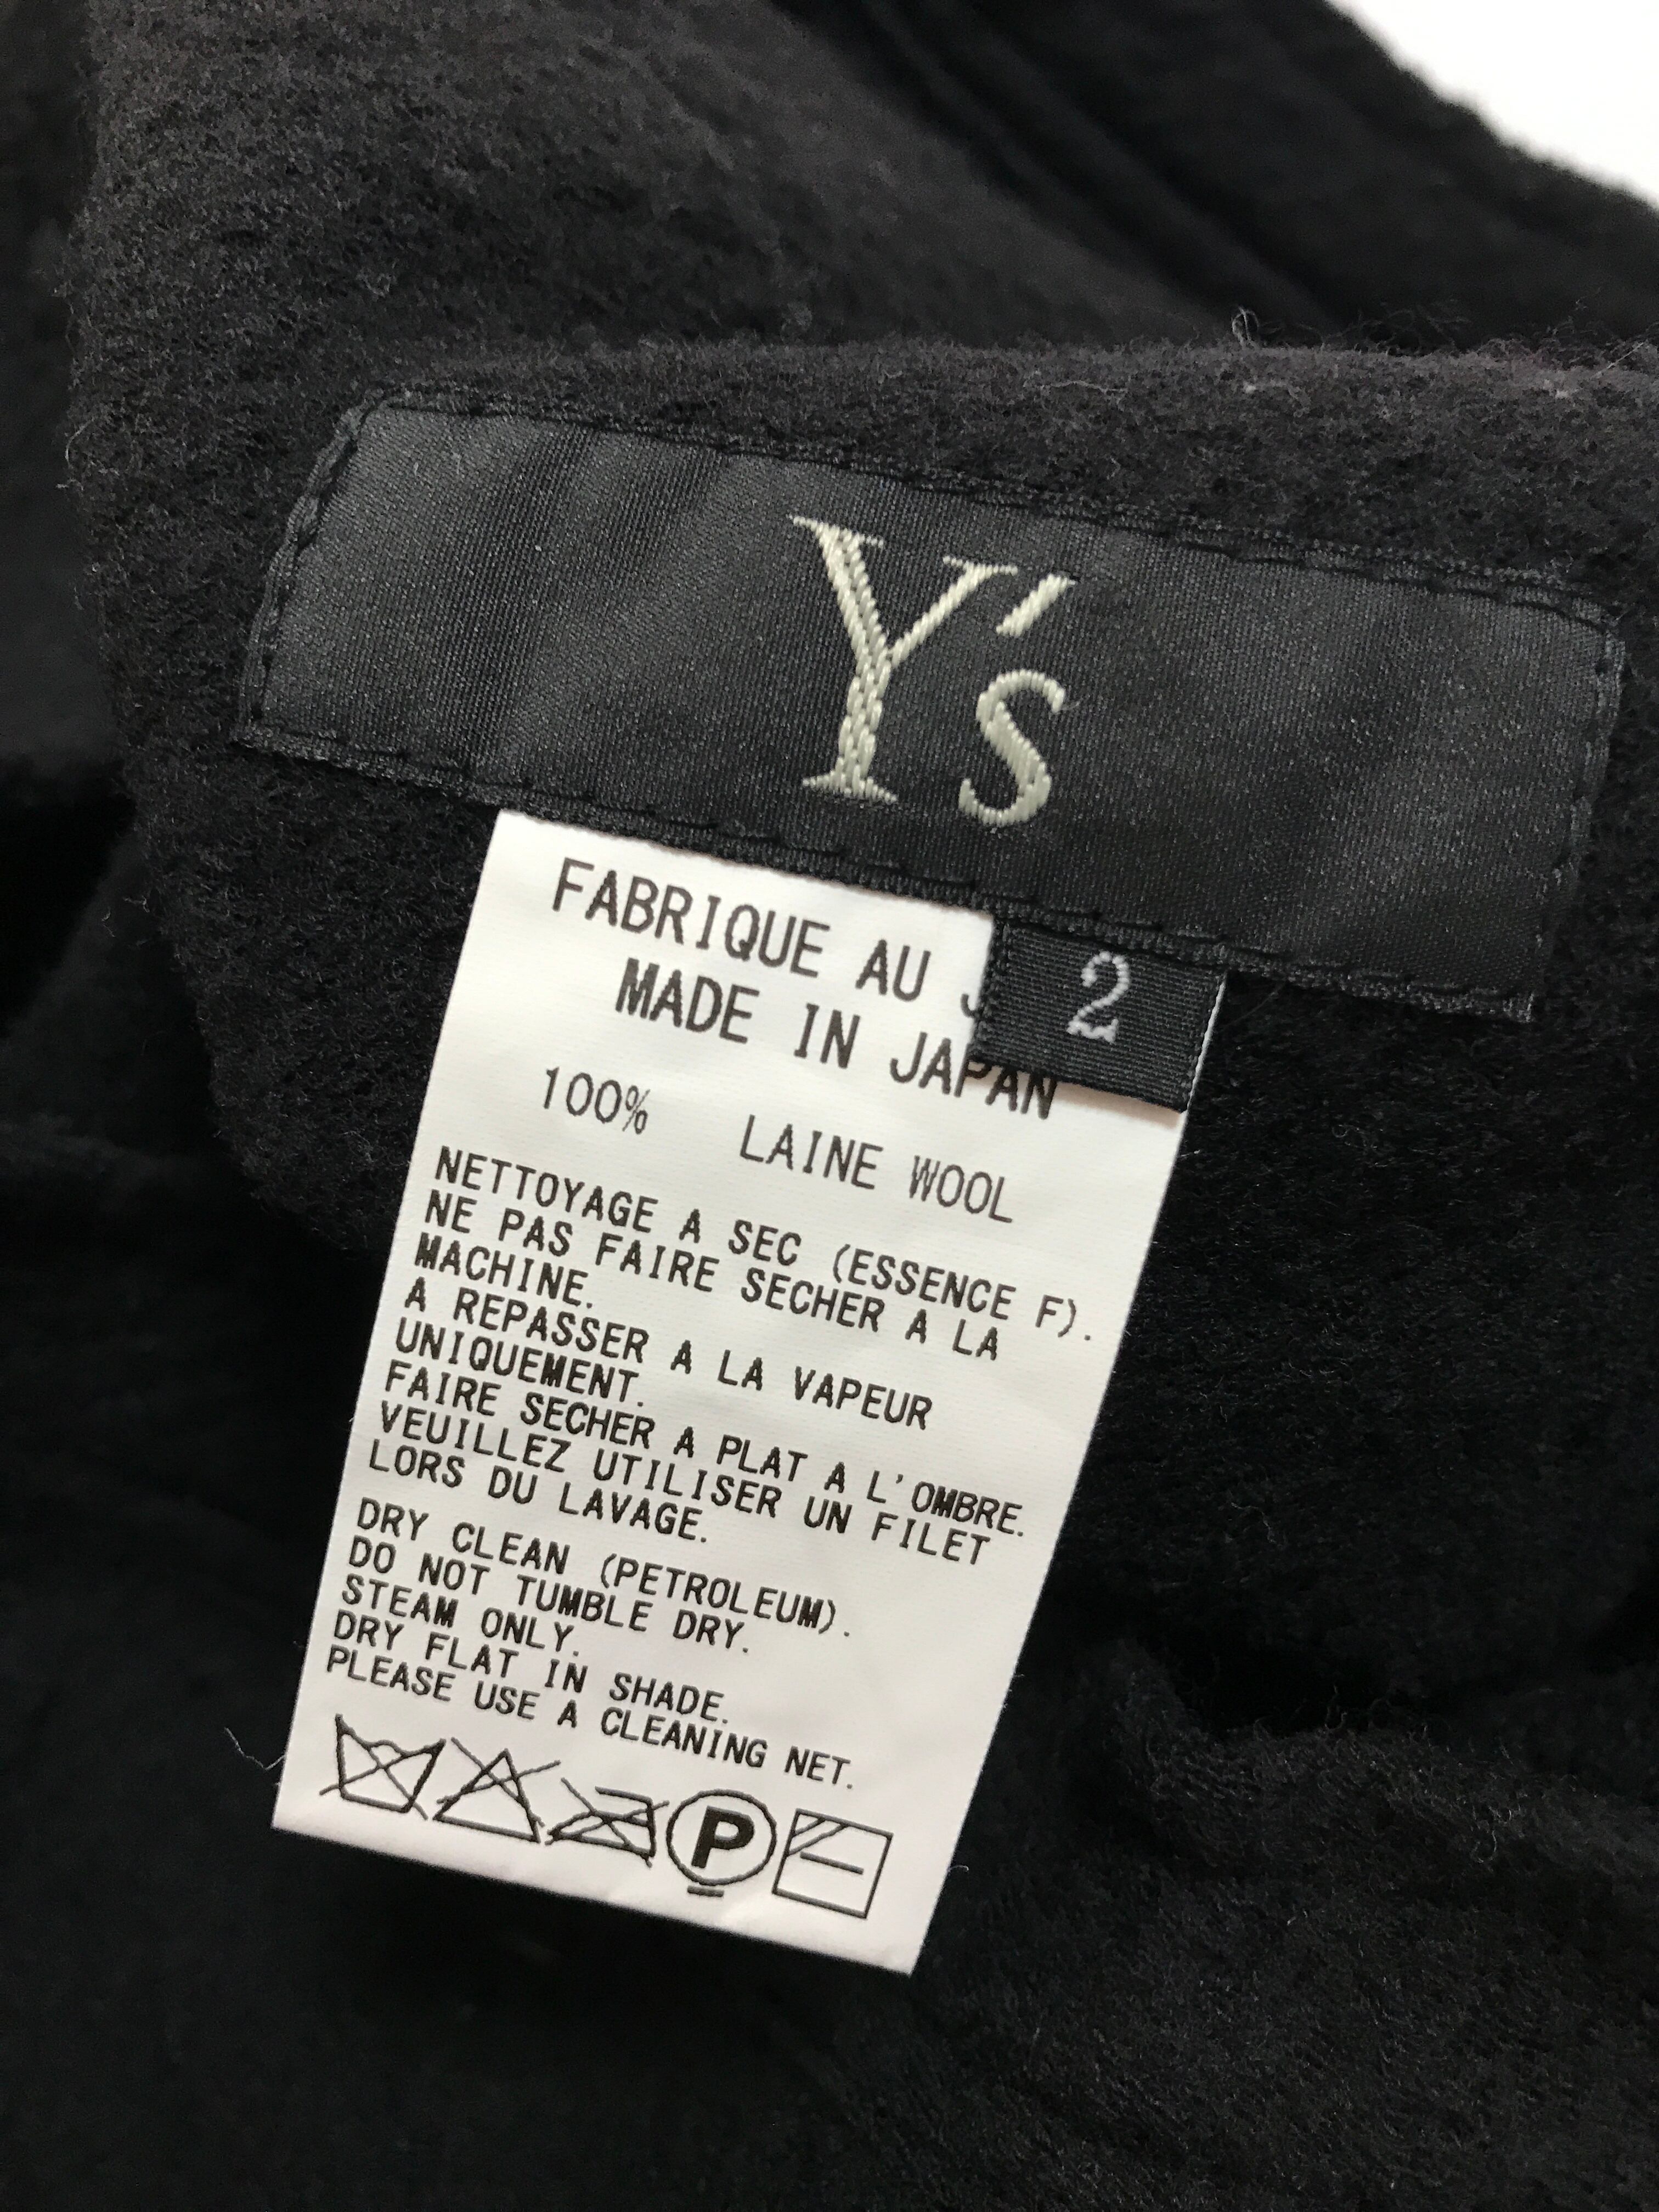 Y's
2
FABRIQUE AU J
MADE IN JAPAN
100% LAINE WOOL
NETTOYAGE A SEC (ESSENCE F).
NE PAS FAIRE SECHER A LA
MACHINE.
A REPASSER A LA VAPEUR
UNIQUEMENT.
FAIRE SECHER A PLAT A L'OMBRE.
VEUILLEZ UTILISER UN FILET
LORS DU LAVAGE.
DRY CLEAN (PETROLEUM).
DO NOT TUMBLE DRY.
STEAM ONLY.
DRY FLAT IN SHADE.
PLEASE USE A CLEANING NET.
P